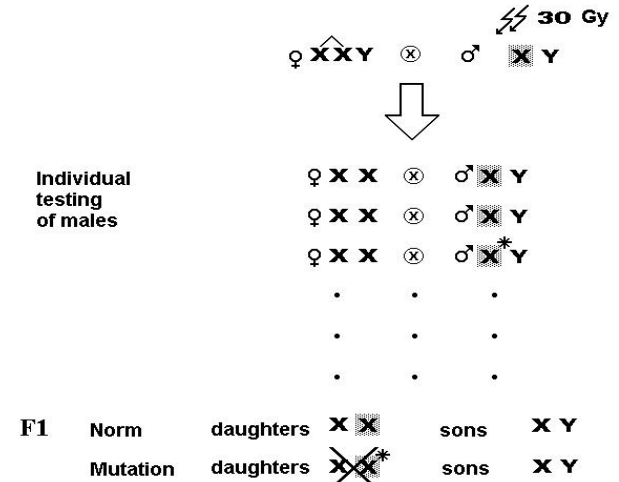 30 Gy
♀ XXY ⓧ ♂ X Y
Individual
testing
of males
♀ X X ⓧ ♂ X Y
♀ X X ⓧ ♂ X Y
♀ X X ⓧ ♂ X* Y
F1 Norm daughters X X sons X Y
Mutation daughters X X* sons X Y